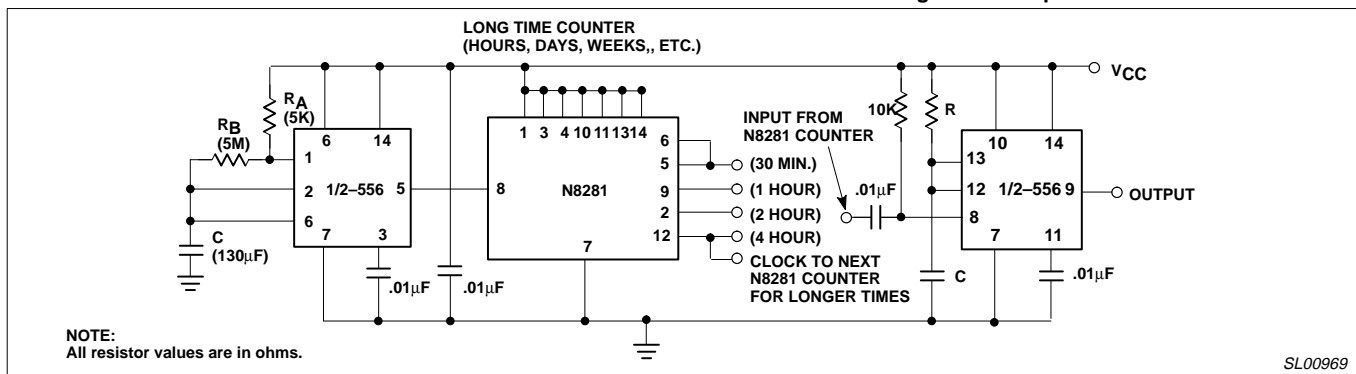 LONG TIME COUNTER
(HOURS, DAYS, WEEKS,, ETC.)
VCC
RA
(5K)
RB
(5M)
6 14
1
2 1/2–556 5
6
7 3
C
(130μF)
.01μF
.01μF
1 3 4 10 11 13 14
6
5
8 N8281 9
2
12
7
(30 MIN.)
(1 HOUR)
(2 HOUR)
(4 HOUR)
CLOCK TO NEXT
N8281 COUNTER
FOR LONGER TIMES
INPUT FROM
N8281 COUNTER
10K
R
.01μF
10 14
13
12 1/2–556 9
8
7 11
OUTPUT
C
.01μF
NOTE:
All resistor values are in ohms.
SL00969